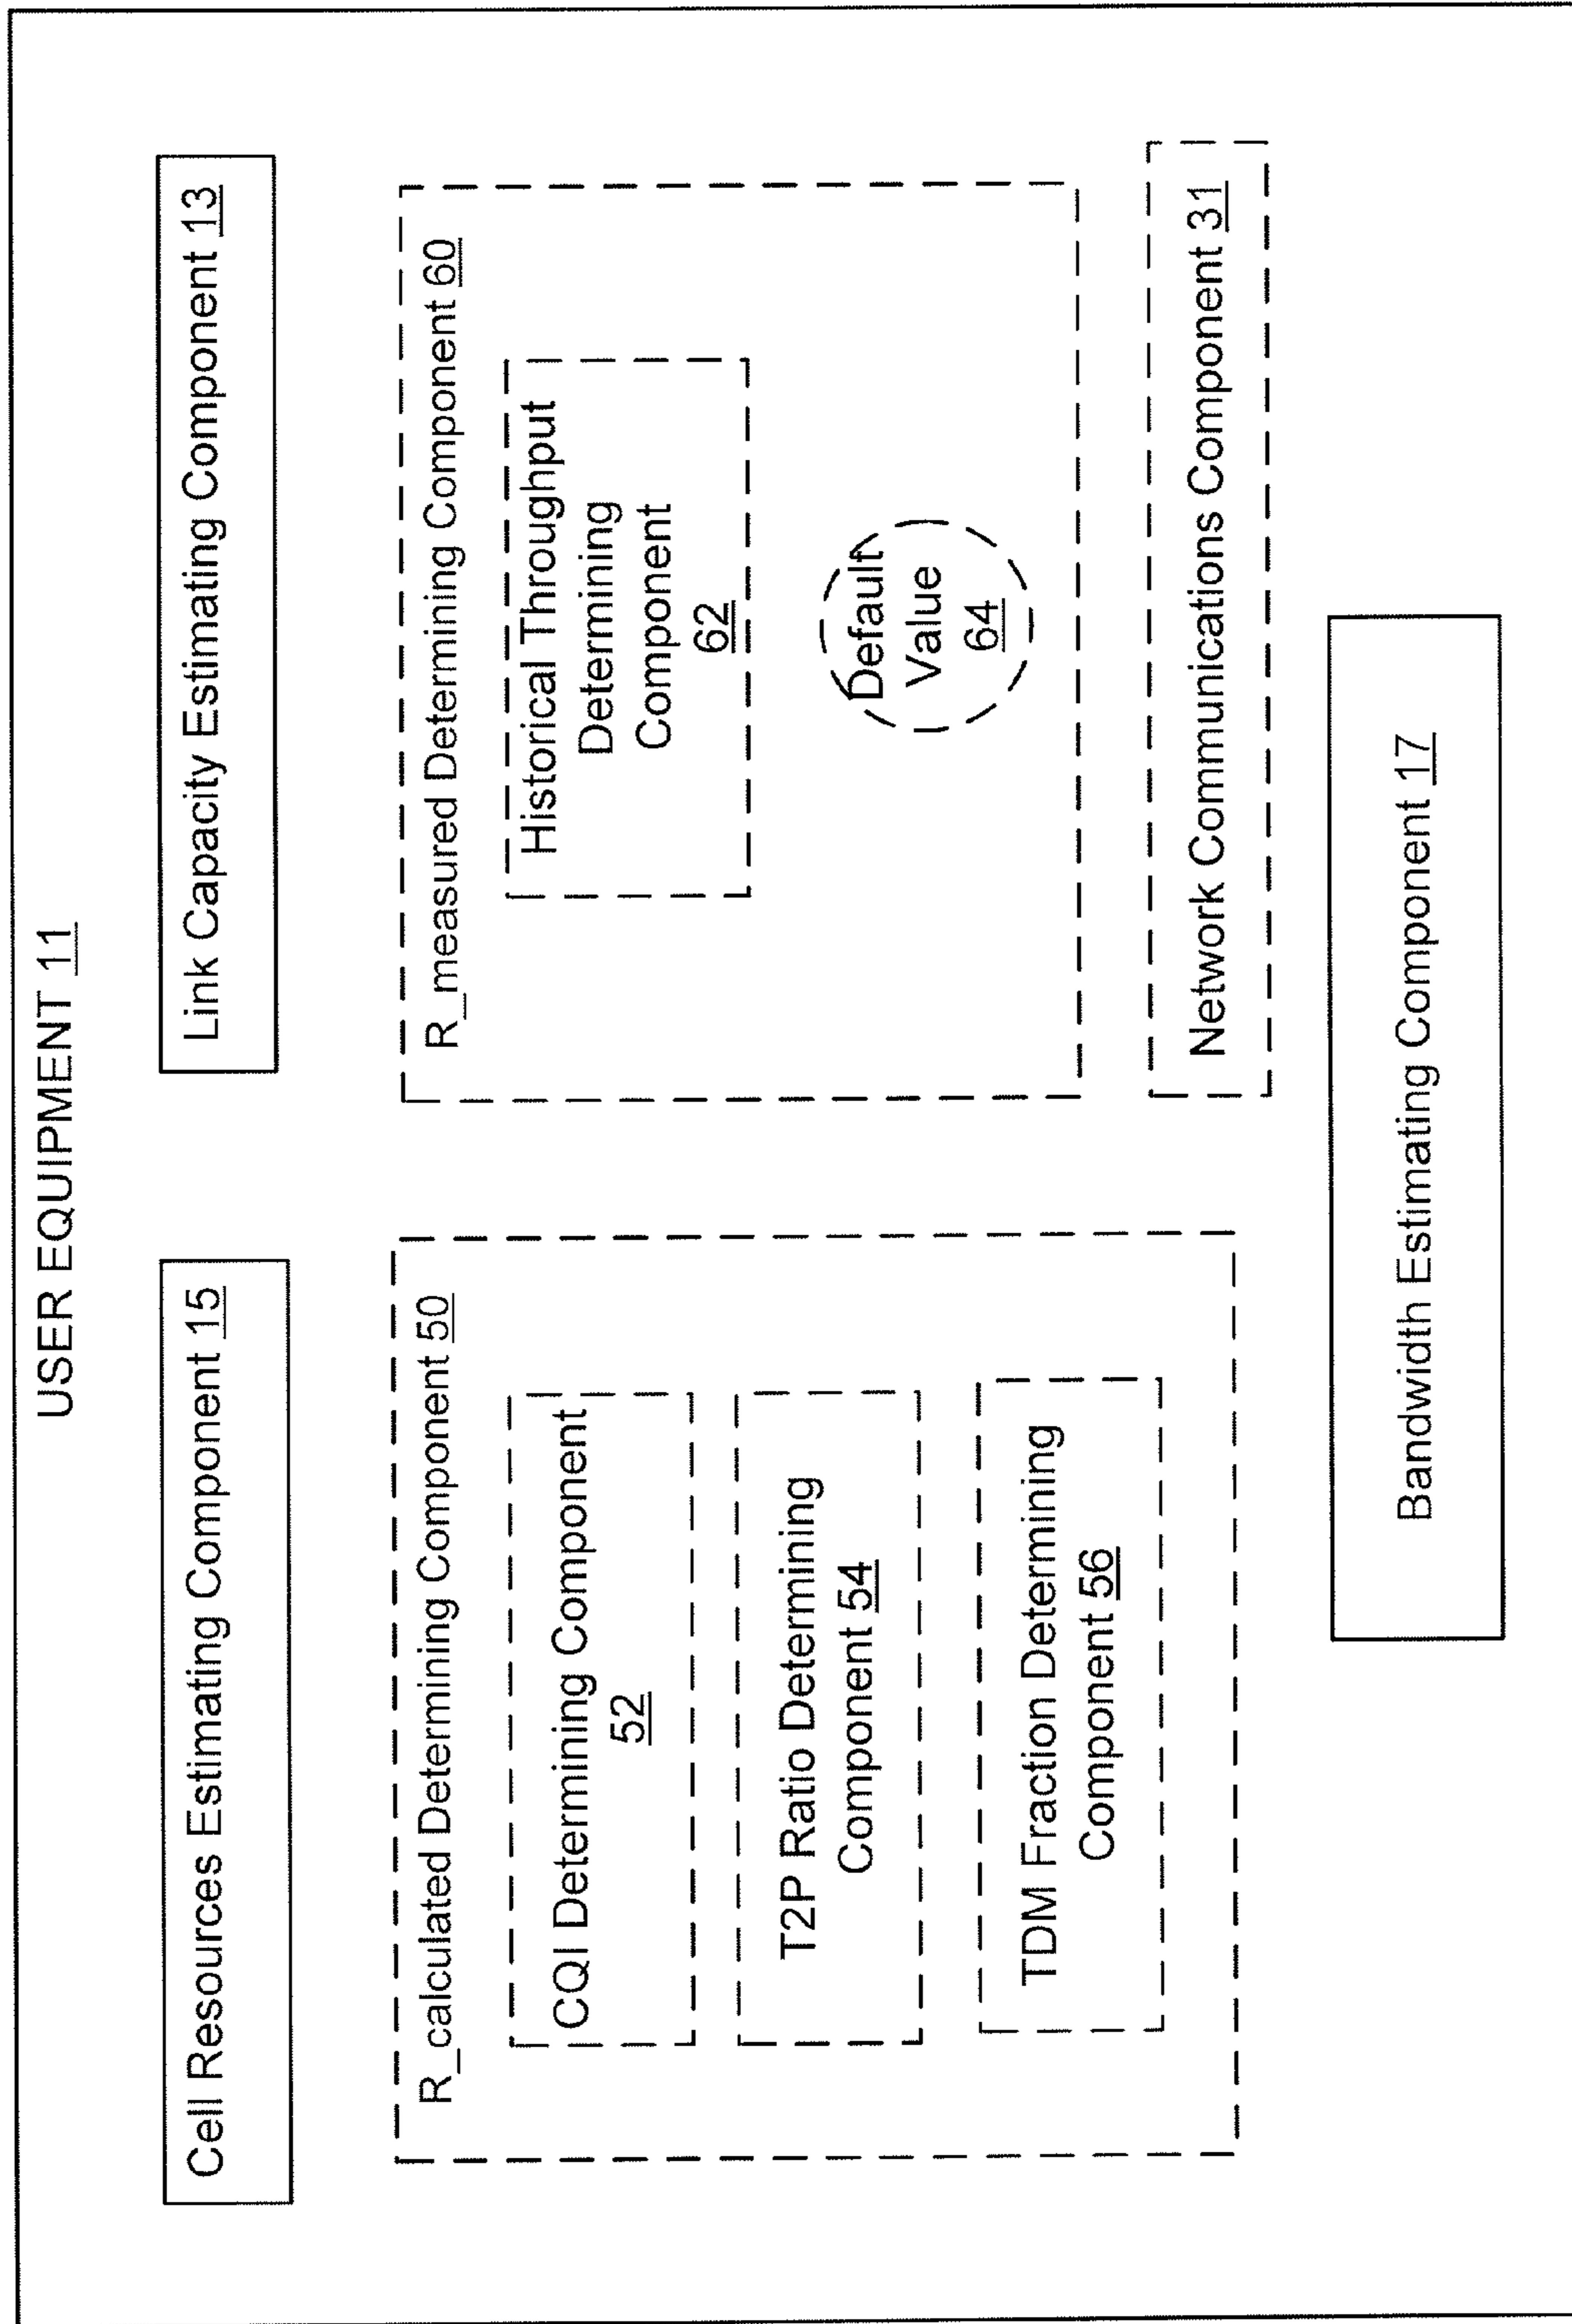 USER EQUIPMENT 11
Cell Resources Estimating Component 15
Link Capacity Estimating Component 13
R_calculated Determining Component 50
CQI Determining Component
52
T2P Ratio Determining
Component 54
TDM Fraction Determining
Component 56
R_measured Determining Component 60
Historical Throughput
Determining
Component
62
Default
Value
64
Network Communications Component 31
Bandwidth Estimating Component 17